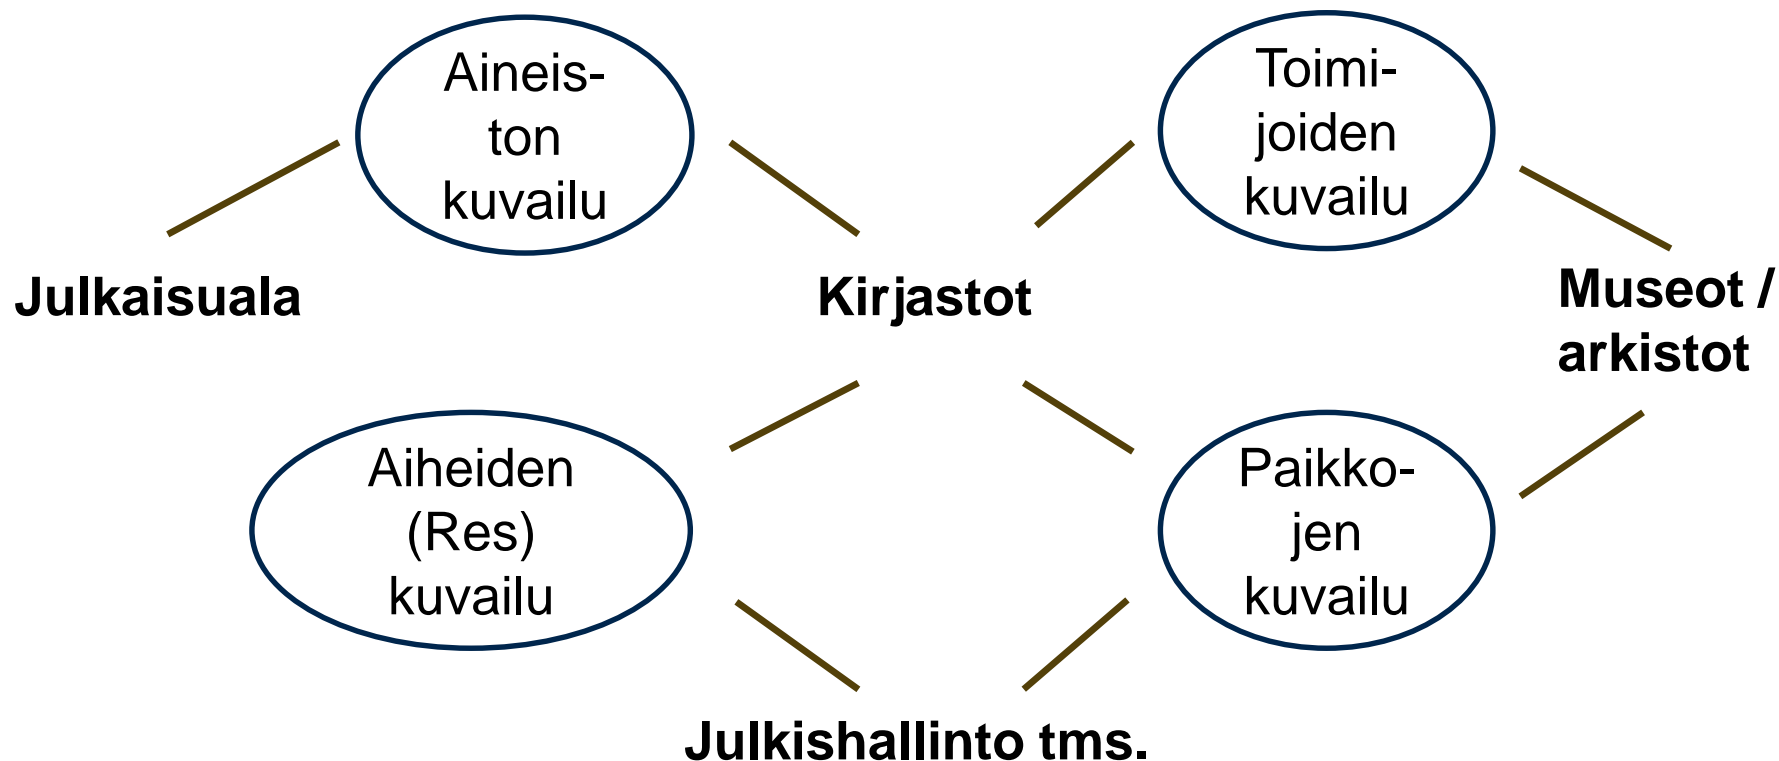 Aineis-
ton
kuvailu
Toimi-
joiden
kuvailu
Julkaisuala
Kirjastot
Museot /
arkistot
Aiheiden
(Res)
kuvailu
Paikko-
jen
kuvailu
Julkishallinto tms.